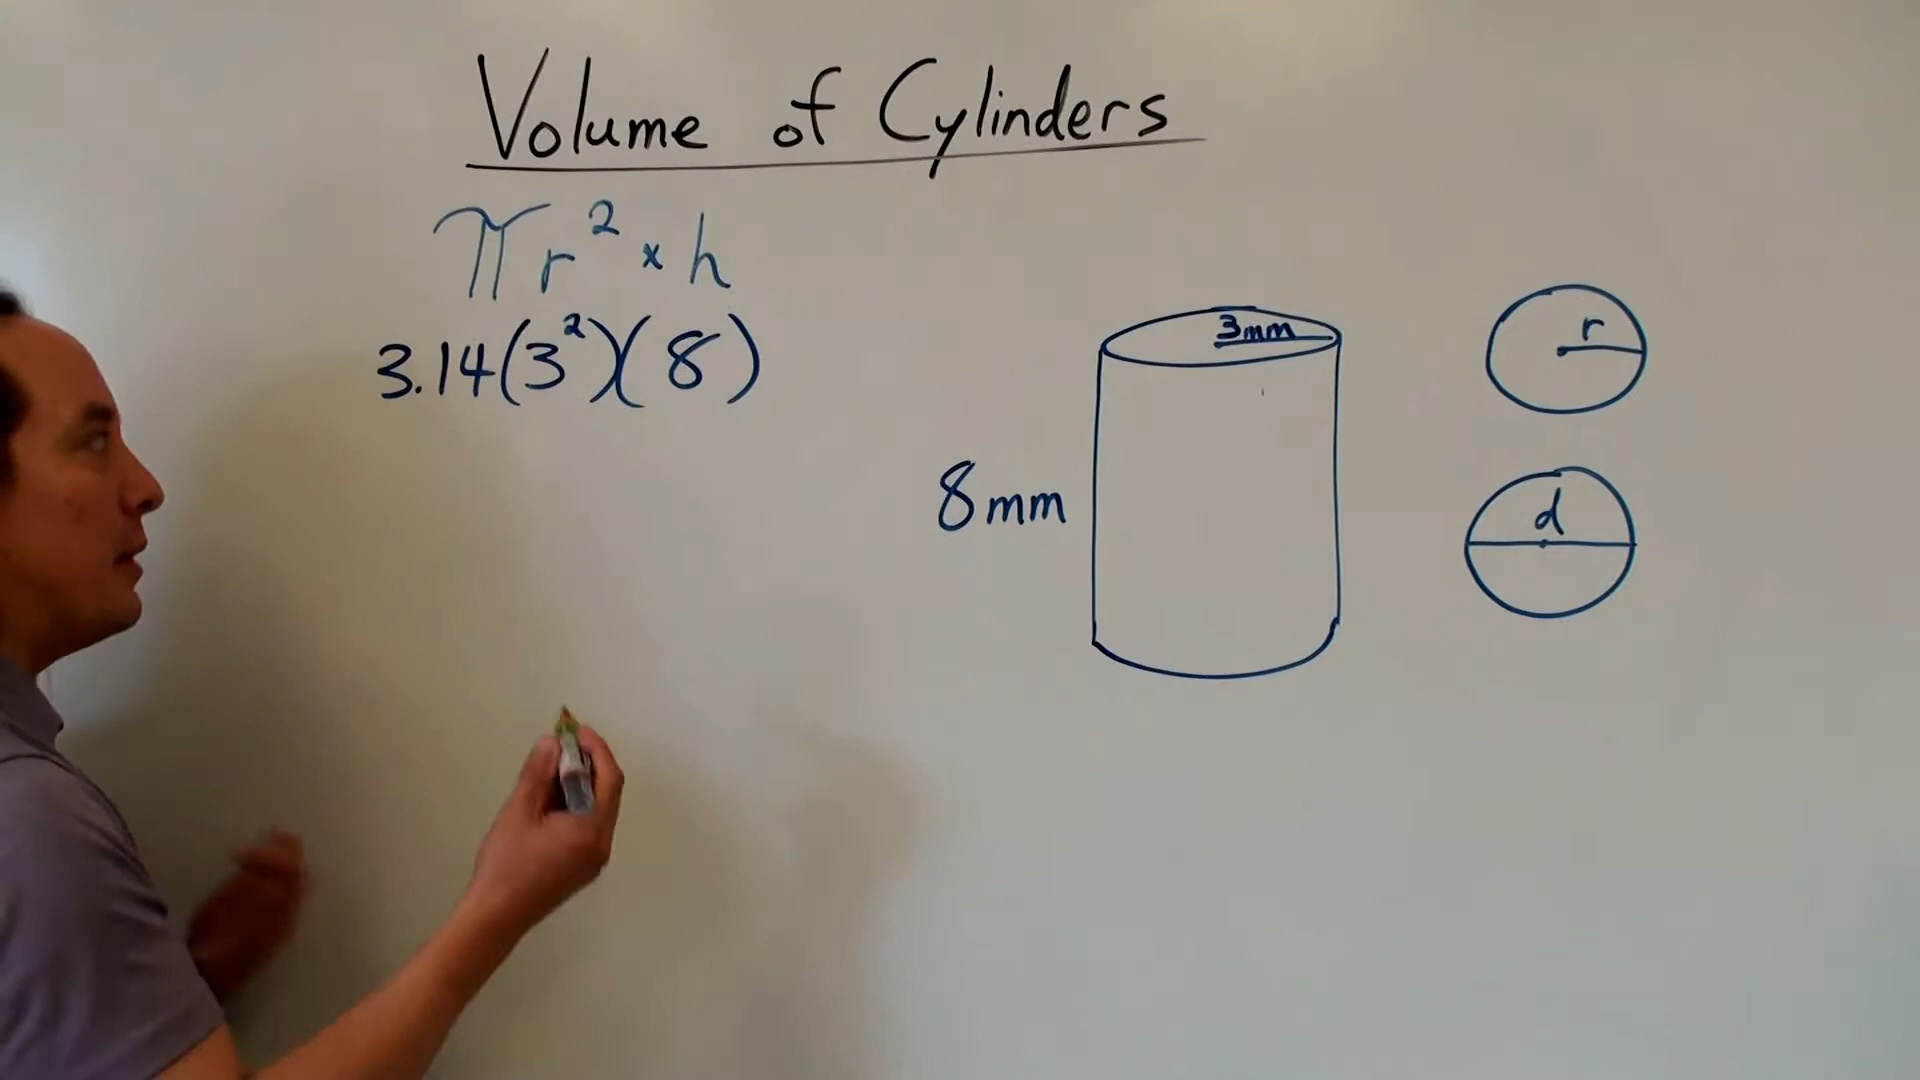 Volume of Cylinders
πr² × h
3.14(3²)(8)
3mm
8mm
r
d